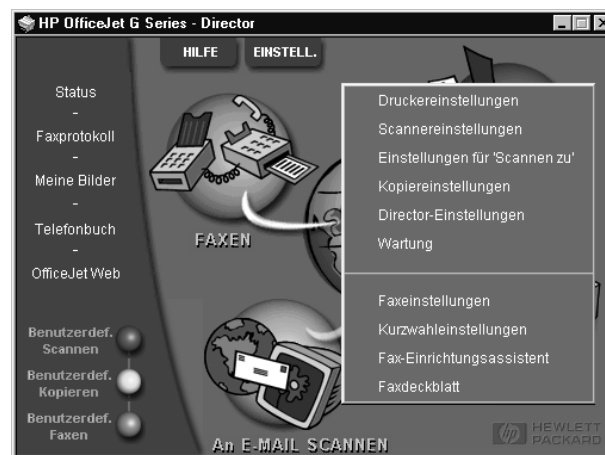 HP OfficeJet G Series - Director
HILFE
EINSTELL.
Status
-
Faxprotokoll
-
Meine Bilder
-
Telefonbuch
-
OfficeJet Web
Benutzerdef.
Scannen
Benutzerdef.
Kopieren
Benutzerdef.
Faxen
FAXEN
An E-MAIL SCANNEN
Druckereinstellungen
Scannereinstellungen
Einstellungen für 'Scannen zu'
Kopiereinstellungen
Director-Einstellungen
Wartung
Faxeinstellungen
Kurzwahleinstellungen
Fax-Einrichtungsassistent
Faxdeckblatt
hp HEWLETT
PACKARD